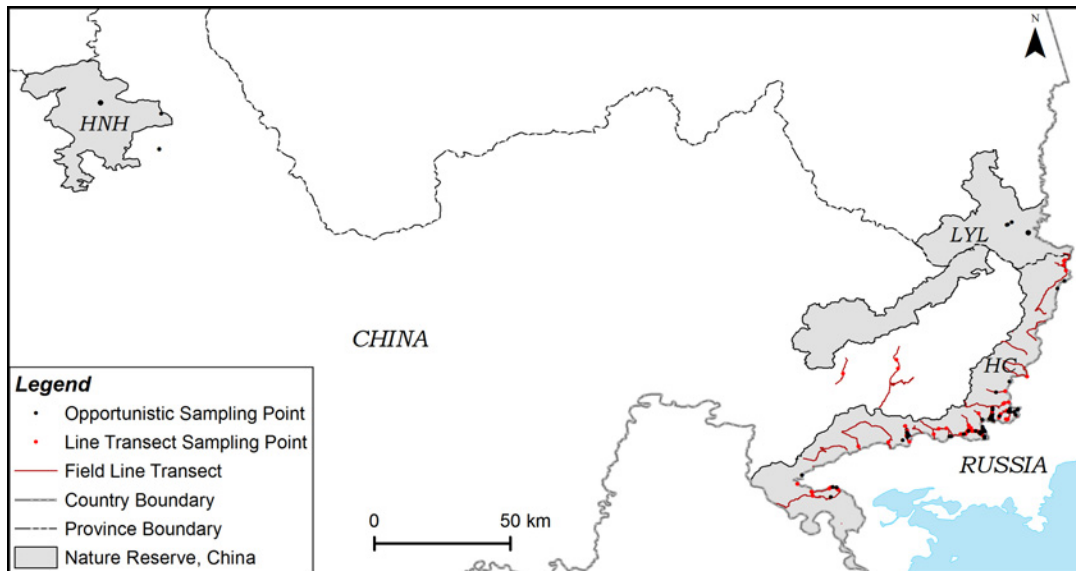 N
HNH
LYL
CHINA
HC
RUSSIA
Legend
Opportunistic Sampling Point
Line Transect Sampling Point
Field Line Transect
Country Boundary
Province Boundary
Nature Reserve, China
0 50 km